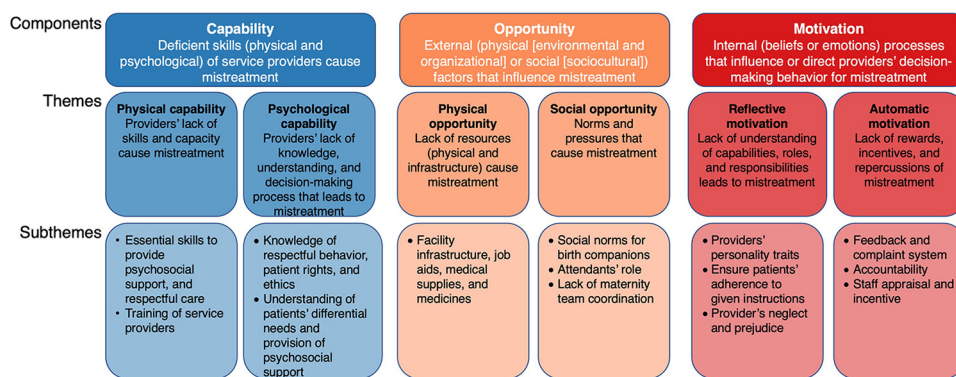 Components
Capability
Deficient skills (physical and
psychological) of service providers cause
mistreatment
Opportunity
External (physical [environmental and
organizational] or social [sociocultural])
factors that influence mistreatment
Motivation
Internal (beliefs or emotions) processes
that influence or direct providers' decision-
making behavior for mistreatment
Themes
Physical capability
Providers' lack of
skills and capacity
cause mistreatment
Psychological
capability
Providers' lack of
knowledge,
understanding, and
decision-making
process that leads to
mistreatment
Physical
opportunity
Lack of resources
(physical and
infrastructure) cause
mistreatment
Social opportunity
Norms and
pressures that
cause mistreatment
Reflective
motivation
Lack of understanding
of capabilities, roles,
and responsibilities
leads to mistreatment
Automatic
motivation
Lack of rewards,
incentives, and
repercussions of
mistreatment
Subthemes
• Essential skills to
provide
psychosocial
support, and
respectful care
• Training of service
providers
• Knowledge of
respectful behavior,
patient rights, and
ethics
• Understanding of
patients' differential
needs and
provision of
psychosocial
support
• Facility
infrastructure, job
aids, medical
supplies, and
medicines
• Social norms for
birth companions
• Attendants' role
• Lack of maternity
team coordination
• Providers'
personality traits
• Ensure patients'
adherence to
given instructions
• Provider's neglect
and prejudice
• Feedback and
complaint system
• Accountability
• Staff appraisal and
incentive